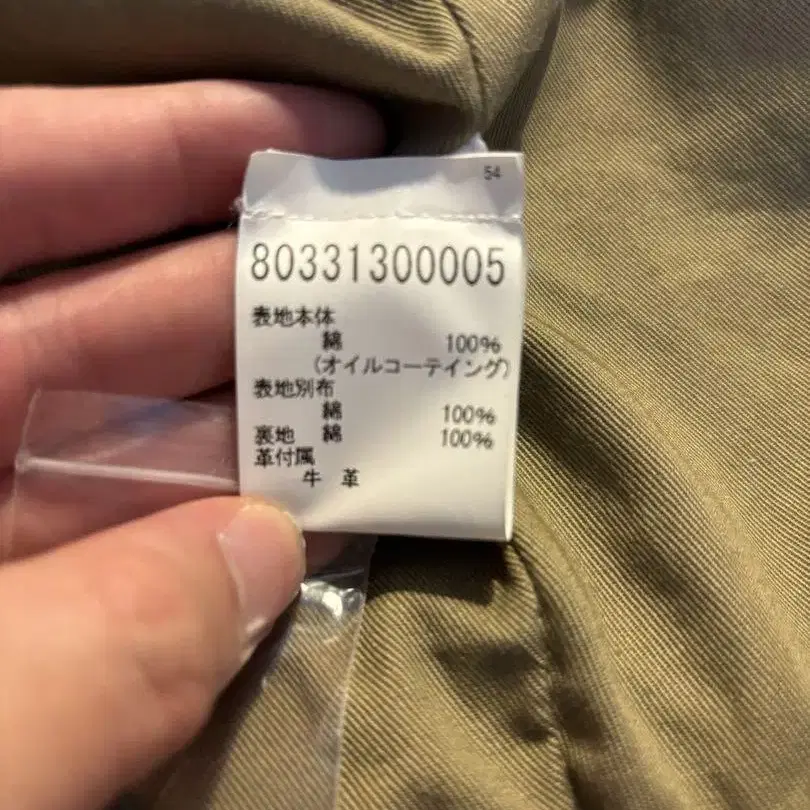 54
80331300005
表地本体
綿 100%
(オイルコーテイング)
表地別布
綿 100%
裏地 綿 100%
革付属
牛 革